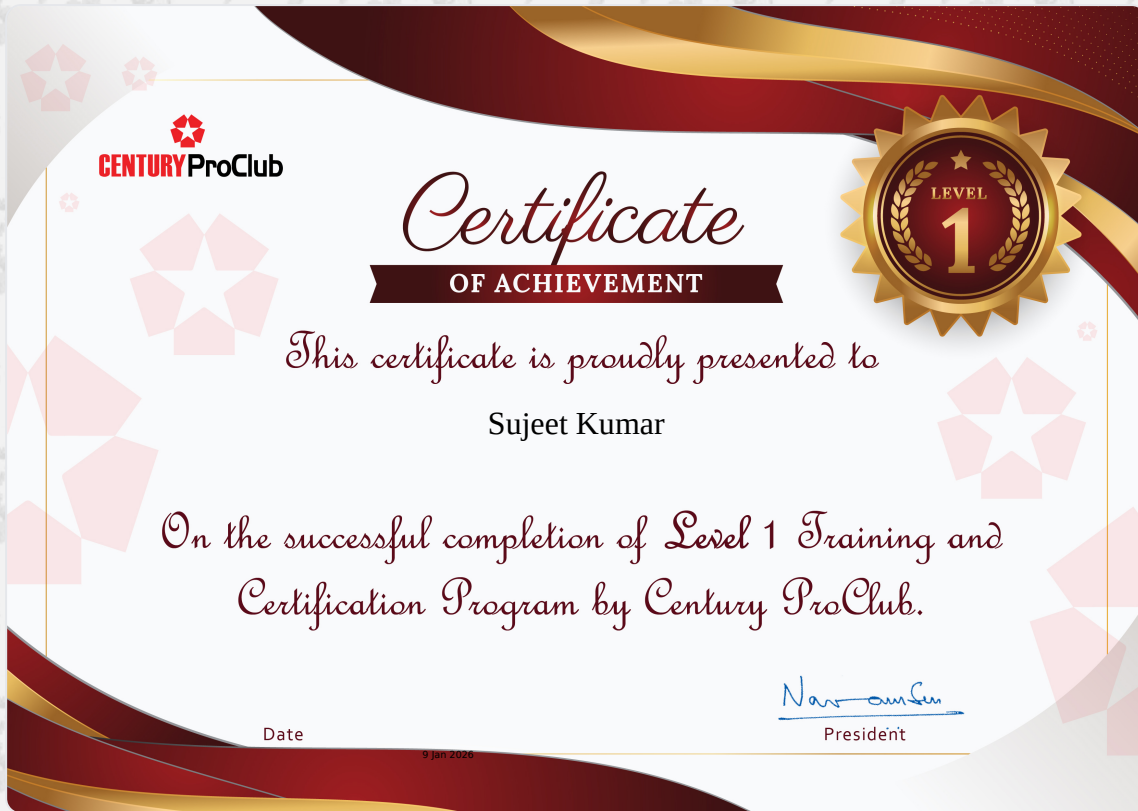 CENTURY ProClub
LEVEL
1
Certificate
OF ACHIEVEMENT
This certificate is proudly presented to
Sujeet Kumar
On the successful completion of Level 1 Training and
Certification Program by Century ProClub.
Date
President
9 Jan 2026